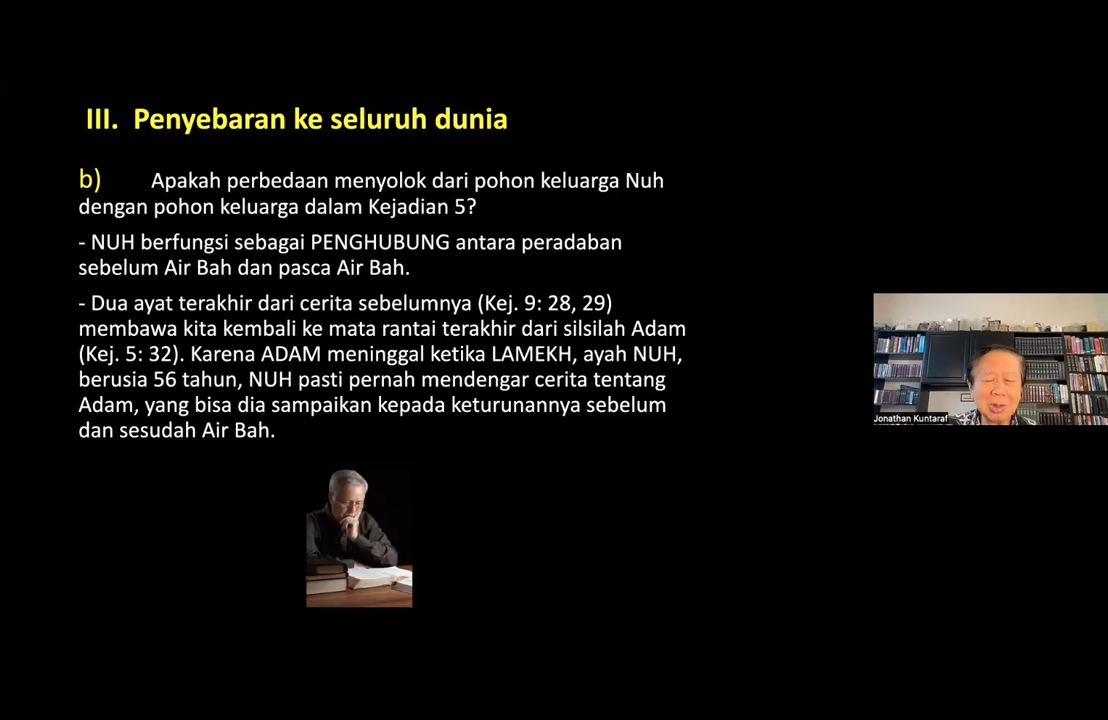 III. Penyebaran ke seluruh dunia
b) Apakah perbedaan menyolok dari pohon keluarga Nuh
dengan pohon keluarga dalam Kejadian 5?
- NUH berfungsi sebagai PENGHUBUNG antara peradaban
sebelum Air Bah dan pasca Air Bah.
- Dua ayat terakhir dari cerita sebelumnya (Kej. 9: 28, 29)
membawa kita kembali ke mata rantai terakhir dari silsilah Adam
(Kej. 5: 32). Karena ADAM meninggal ketika LAMEKH, ayah NUH,
berusia 56 tahun, NUH pasti pernah mendengar cerita tentang
Adam, yang bisa dia sampaikan kepada keturunannya sebelum
dan sesudah Air Bah.
Jonathan Kuntaraf